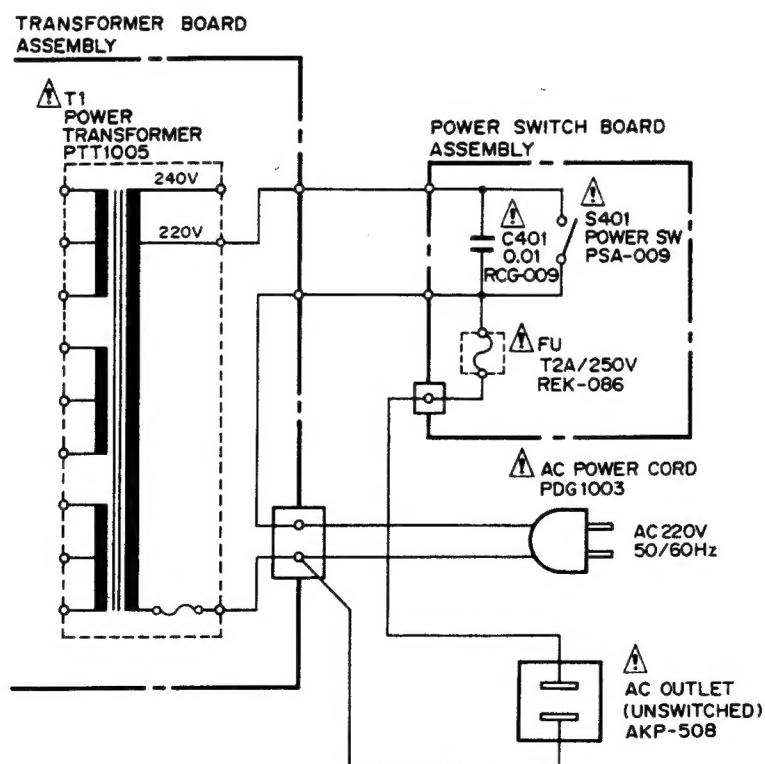 TRANSFORMER BOARD
ASSEMBLY
T1
POWER
TRANSFORMER
PTT1005
240V
220V
POWER SWITCH BOARD
ASSEMBLY
C401
0.01
RCG-009
S401
POWER SW
PSA-009
FU
T2A/250V
REK-086
AC POWER CORD
PDG1003
AC 220V
50/60Hz
AC OUTLET
(UNSWITCHED)
AKP-508